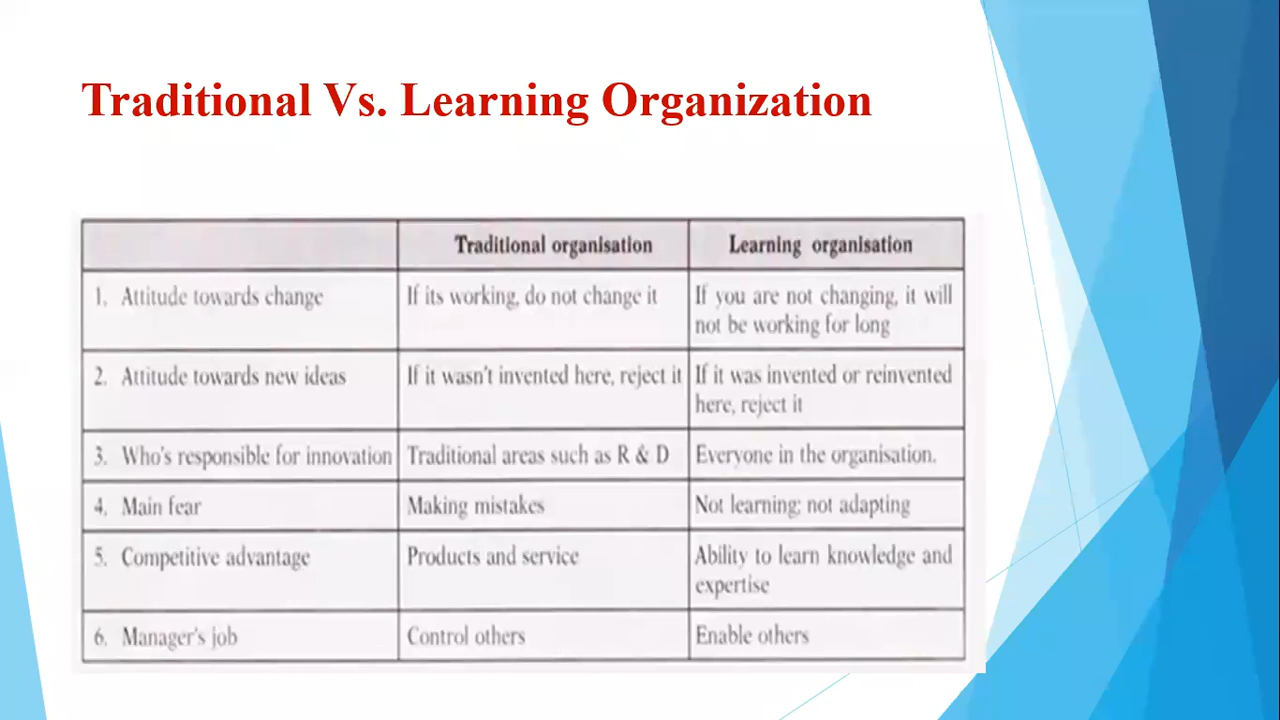 Traditional Vs. Learning Organization
Traditional organisation Learning organisation
1. Attitude towards change If its working, do not change it If you are not changing, it will
not be working for long
2. Attitude towards new ideas If it wasn't invented here, reject it If it was invented or reinvented
here, reject it
3. Who's responsible for innovation Traditional areas such as R & D Everyone in the organisation.
4. Main fear Making mistakes Not learning; not adapting
5. Competitive advantage Products and service Ability to learn knowledge and
expertise
6. Manager's job Control others Enable others